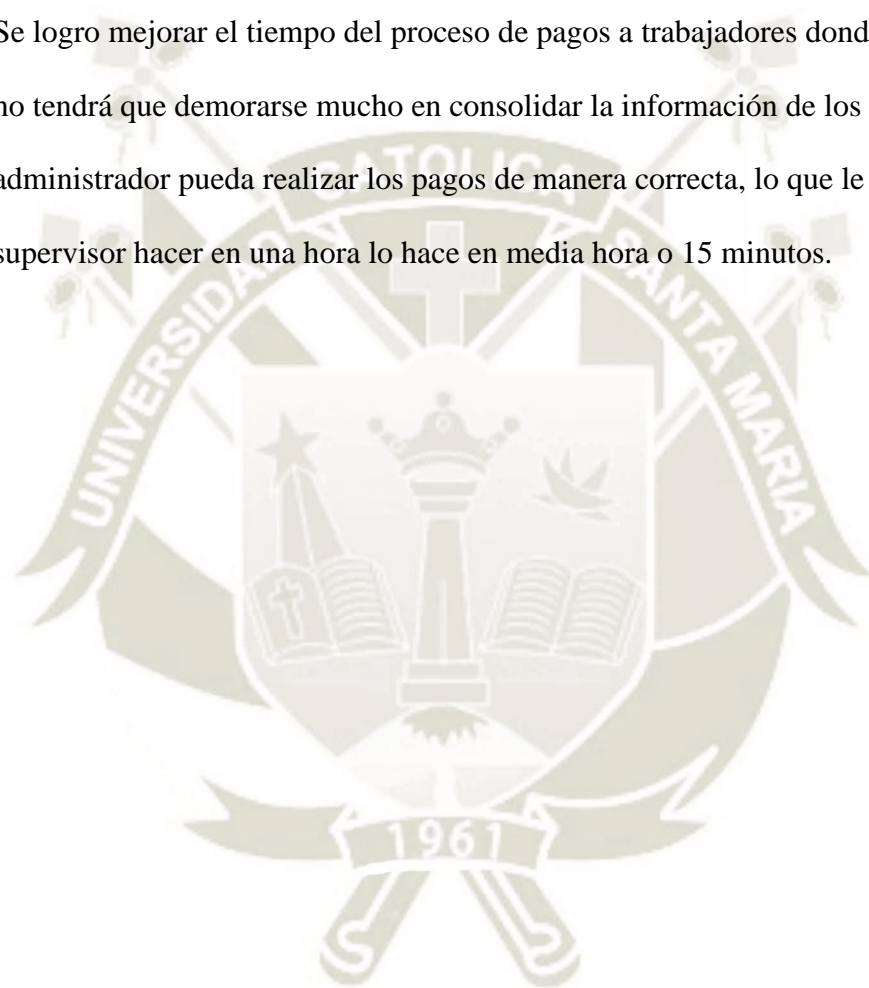 Se logro mejorar el tiempo del proceso de pagos a trabajadores dond
no tendrá que demorarse mucho en consolidar la información de los
administrador pueda realizar los pagos de manera correcta, lo que le
supervisor hacer en una hora lo hace en media hora o 15 minutos.
UNIVERSIDAD CATOLICA SANTA MARIA
1961